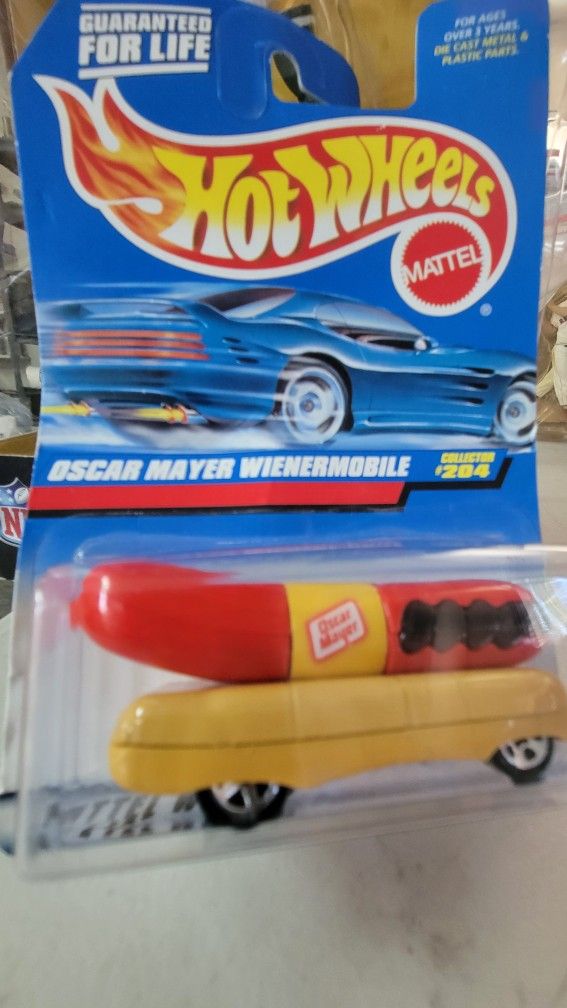 GUARANTEED
FOR LIFE
FOR AGES
OVER 3 YEARS.
DIE CAST METAL &
PLASTIC PARTS.
HOT WHEELS
MATTEL
®
OSCAR MAYER WIENERMOBILE
COLLECTOR
#204
Oscar
Mayer